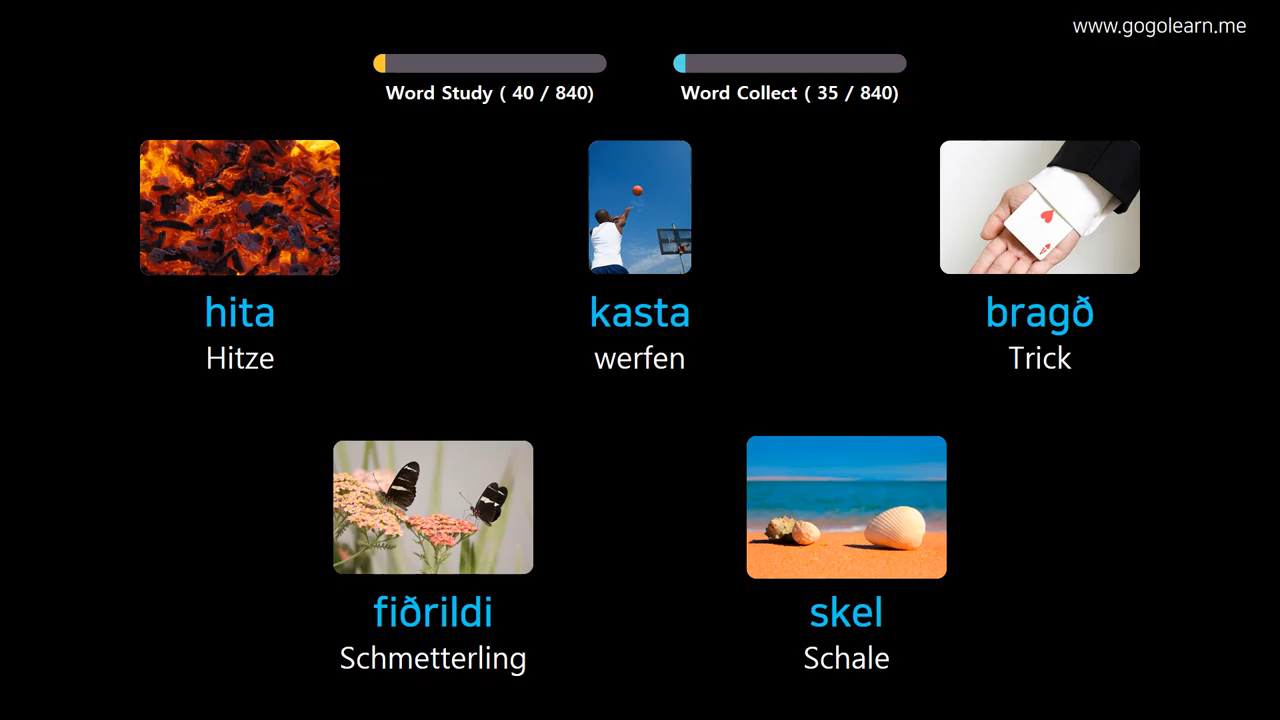 www.gogolearn.me
Word Study ( 40 / 840)
Word Collect ( 35 / 840)
hita
Hitze
kasta
werfen
bragð
Trick
fiðrildi
Schmetterling
skel
Schale